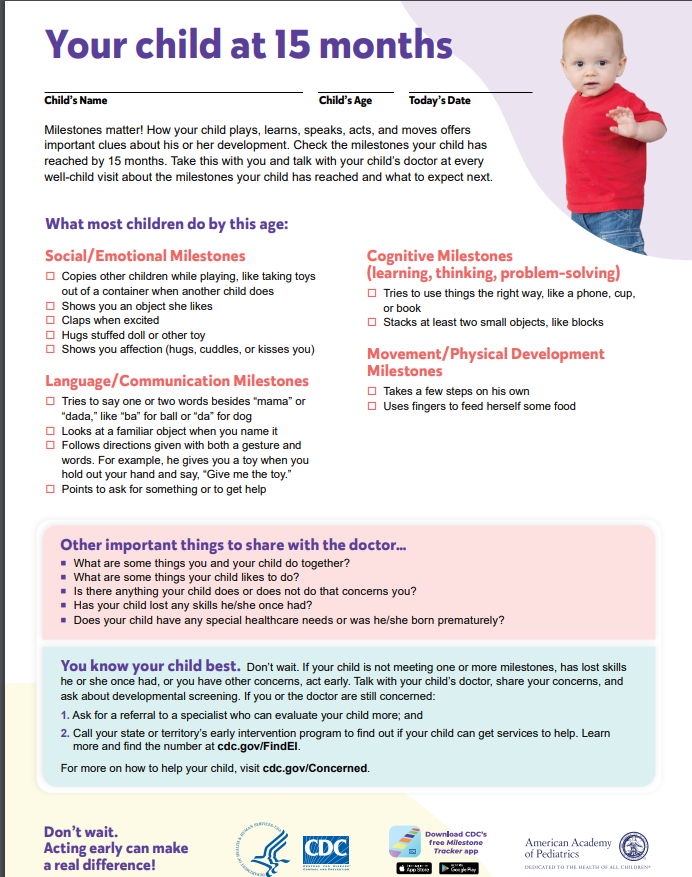 Your child at 15 months
Child's Name Child's Age Today's Date
Milestones matter! How your child plays, learns, speaks, acts, and moves offers
important clues about his or her development. Check the milestones your child has
reached by 15 months. Take this with you and talk with your child's doctor at every
well-child visit about the milestones your child has reached and what to expect next.
What most children do by this age:
Social/Emotional Milestones
Copies other children while playing, like taking toys
out of a container when another child does
Shows you an object she likes
Claps when excited
Hugs stuffed doll or other toy
Shows you affection (hugs, cuddles, or kisses you)
Language/Communication Milestones
Tries to say one or two words besides “mama” or
“dada,” like “ba” for ball or “da” for dog
Looks at a familiar object when you name it
Follows directions given with both a gesture and
words. For example, he gives you a toy when you
hold out your hand and say, “Give me the toy.”
Points to ask for something or to get help
Cognitive Milestones
(learning, thinking, problem-solving)
Tries to use things the right way, like a phone, cup,
or book
Stacks at least two small objects, like blocks
Movement/Physical Development
Milestones
Takes a few steps on his own
Uses fingers to feed herself some food
Other important things to share with the doctor...
What are some things you and your child do together?
What are some things your child likes to do?
Is there anything your child does or does not do that concerns you?
Has your child lost any skills he/she once had?
Does your child have any special healthcare needs or was he/she born prematurely?
You know your child best. Don't wait. If your child is not meeting one or more milestones, has lost skills
he or she once had, or you have other concerns, act early. Talk with your child's doctor, share your concerns, and
ask about developmental screening. If you or the doctor are still concerned:
1. Ask for a referral to a specialist who can evaluate your child more; and
2. Call your state or territory's early intervention program to find out if your child can get services to help. Learn
more and find the number at cdc.gov/FindEI.
For more on how to help your child, visit cdc.gov/Concerned.
Don't wait.
Acting early can make
a real difference!
CDC
Download CDC's
free Milestone
Tracker app
App Store
Google Play
American Academy
of Pediatrics
DEDICATED TO THE HEALTH OF ALL CHILDREN®